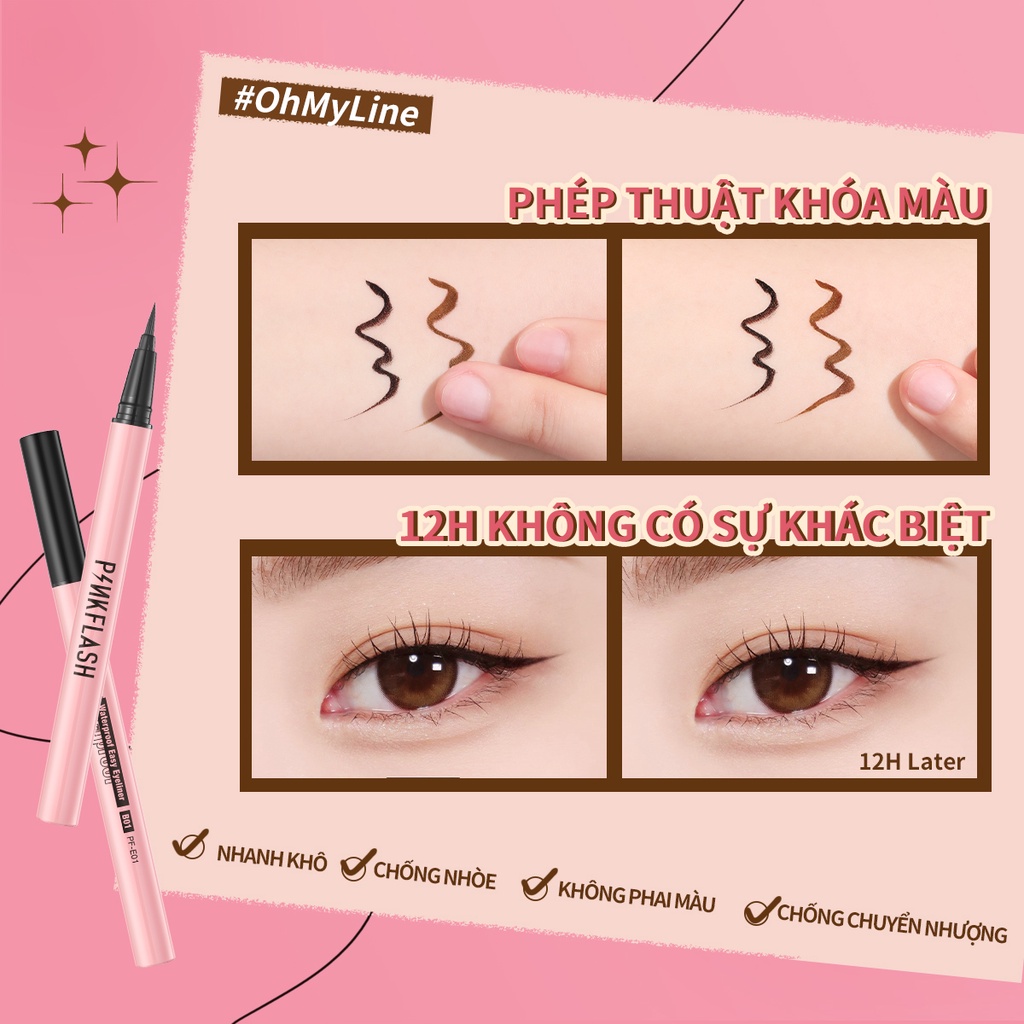 #OhMyLine
PHÉP THUẬT KHÓA MÀU
12H KHÔNG CÓ SỰ KHÁC BIỆT
12H Later
PINKFLASH
Waterproof Easy Eyeliner
B01
PF-E01
NHANH KHÔ
CHỐNG NHÒE
KHÔNG PHAI MÀU
CHỐNG CHUYỂN NHƯỢNG